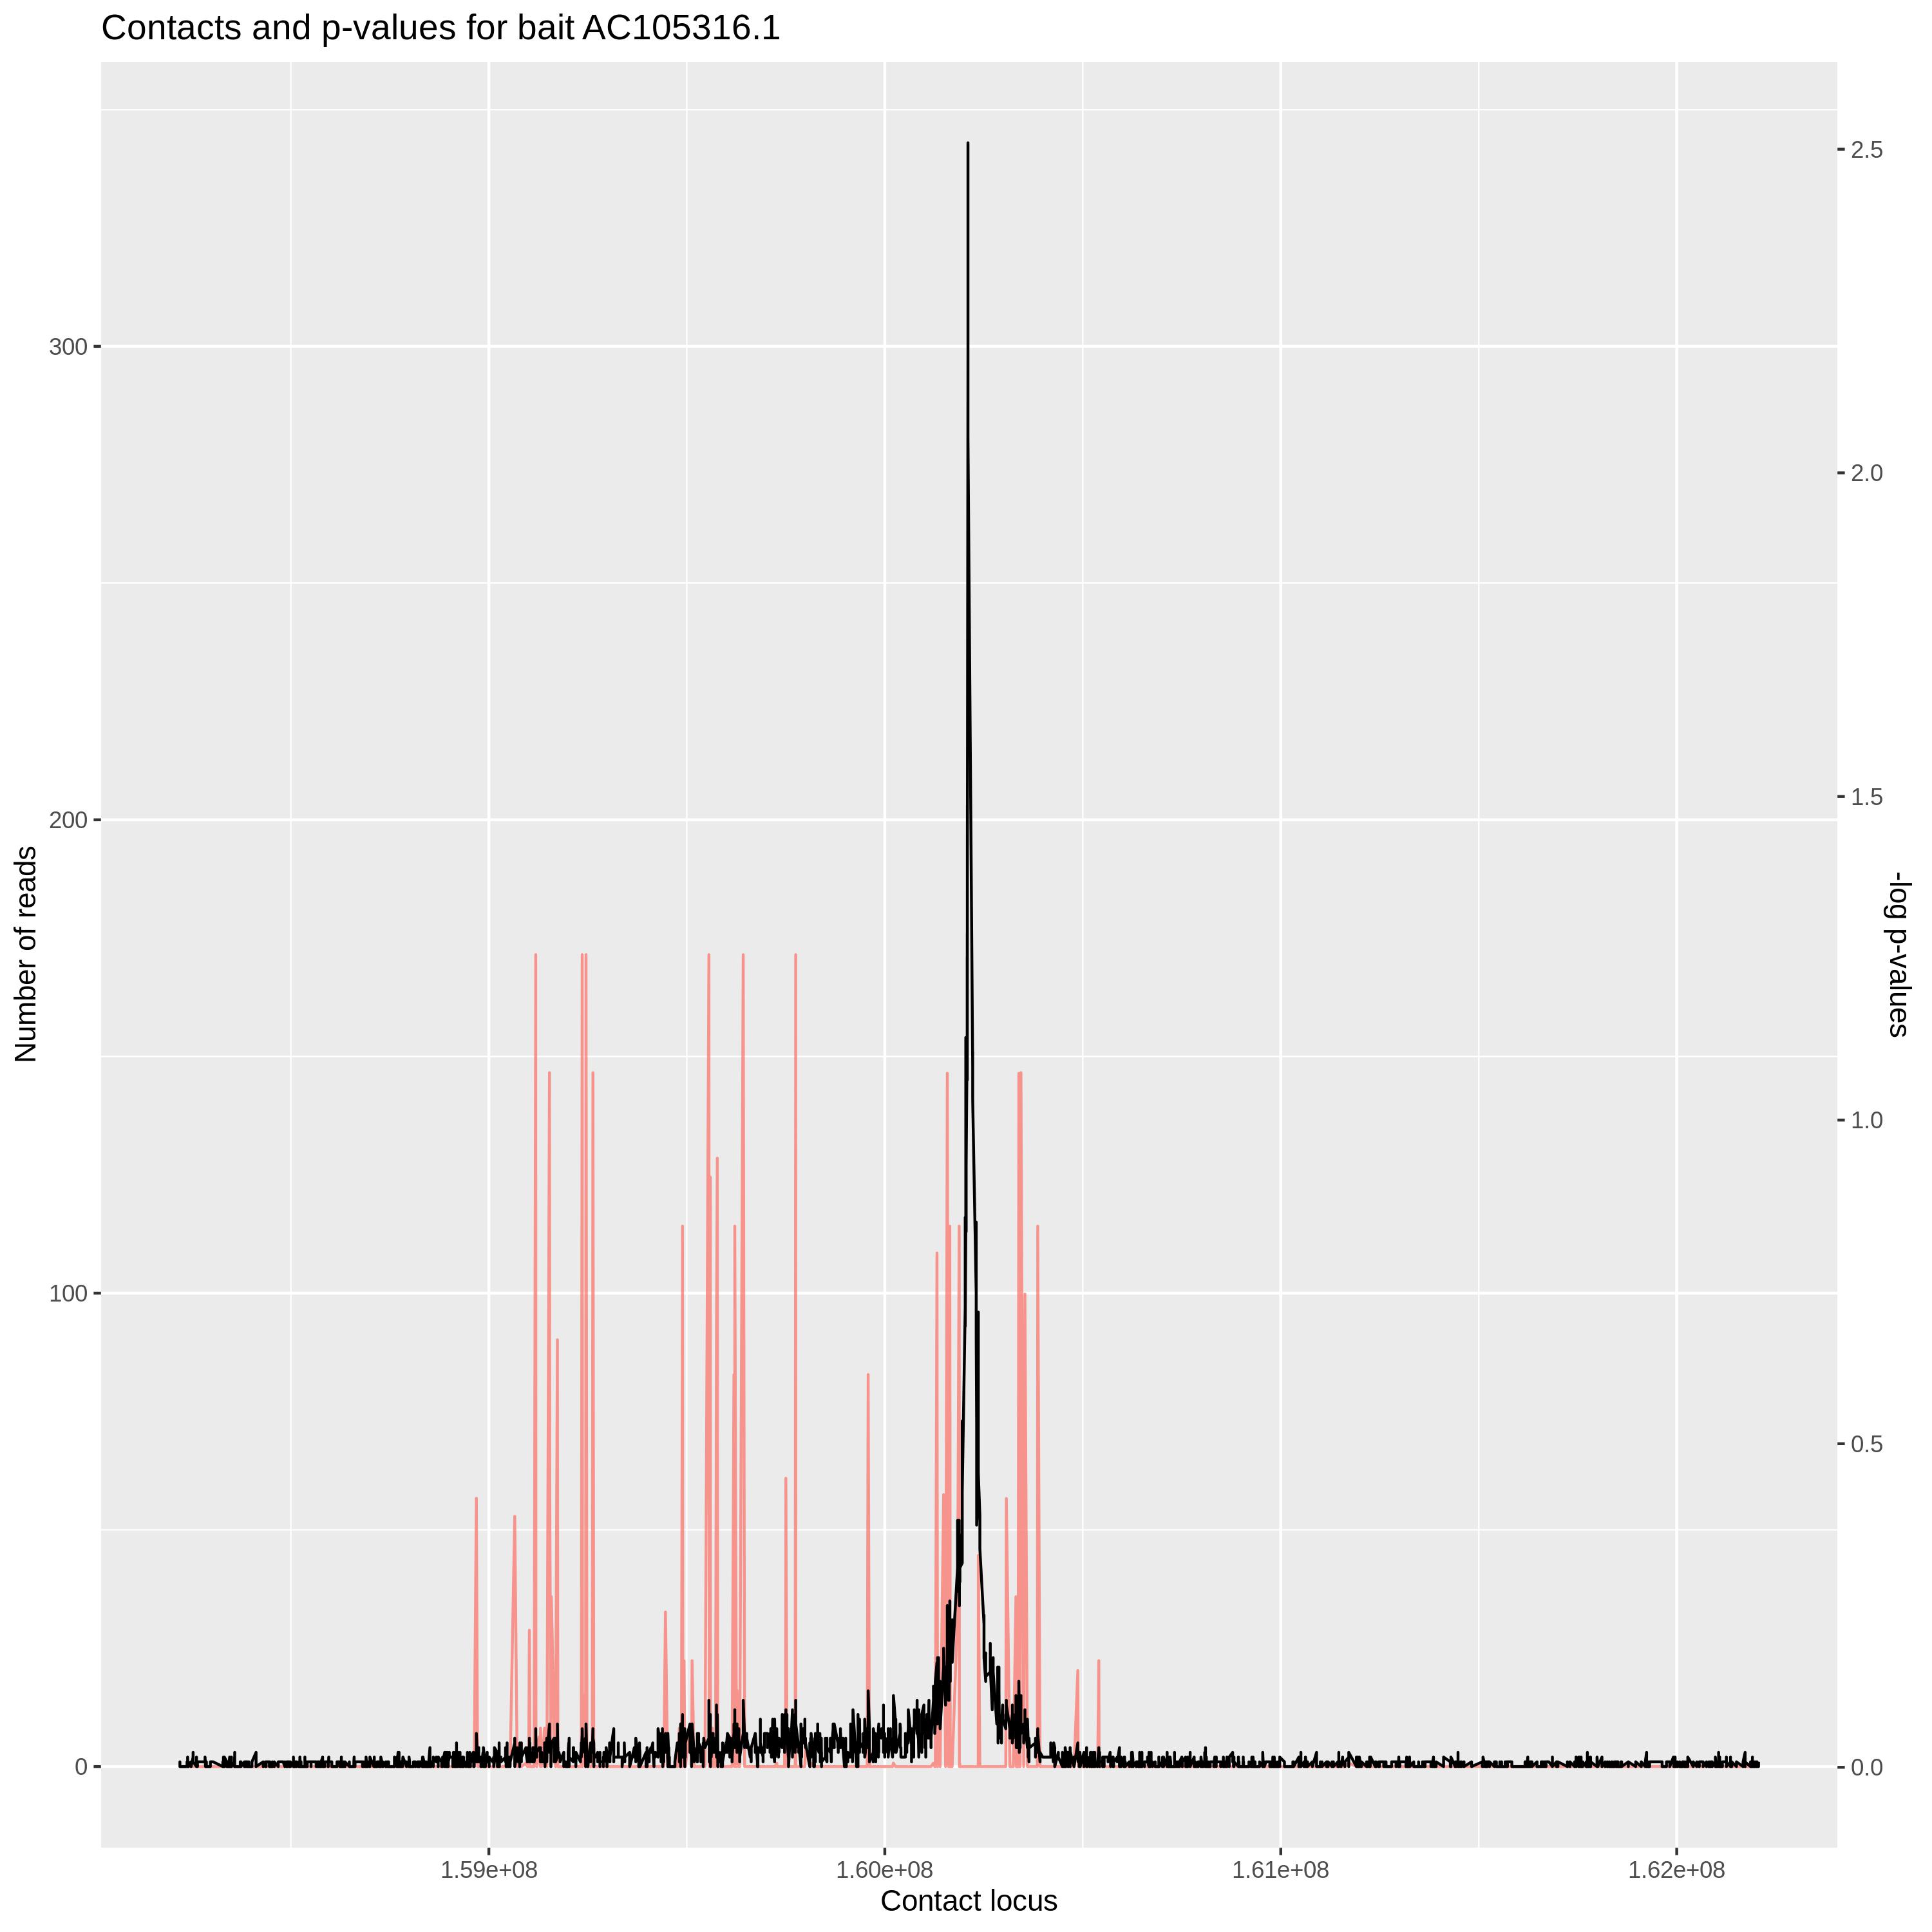 Contacts and p-values for bait AC105316.1
Number of reads
300
200
100
0
2.5
2.0
1.5
1.0
0.5
0.0
-log p-values
1.59e+08
1.60e+08
1.61e+08
1.62e+08
Contact locus